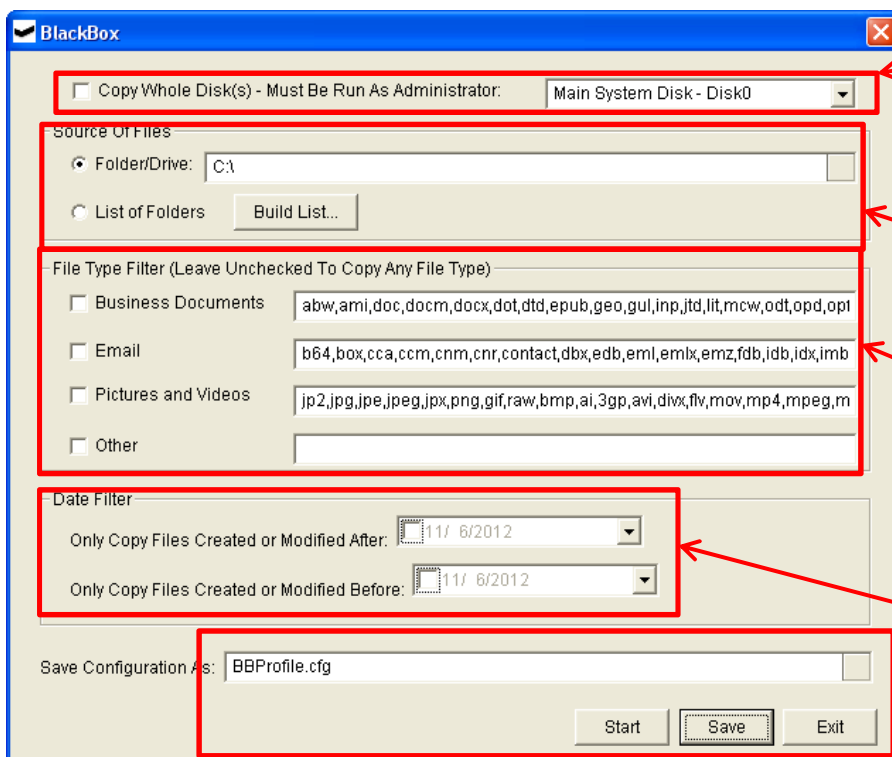 BlackBox
Copy Whole Disk(s) - Must Be Run As Administrator: Main System Disk - Disk0
Source Of Files
Folder/Drive: C:\
List of Folders Build List...
File Type Filter (Leave Unchecked To Copy Any File Type)
Business Documents abw,ami,doc,docm,docx,dot,dtd,epub,geo,gul,inp,jtd,lit,mcw,odt,opd,opt
Email b64,box,cca,ccm,cnm,cnr,contact,dbx,edb,eml,emlx,emz,fdb,idb,idx,imb
Pictures and Videos jp2,jpg,jpe,jpeg,jpx,png,gif,raw,bmp,ai,3gp,avi,divx,flv,mov,mp4,mpeg,m
Other
Date Filter
Only Copy Files Created or Modified After: 11/ 6/2012
Only Copy Files Created or Modified Before: 11/ 6/2012
Save Configuration As: BBProfile.cfg
Start Save Exit